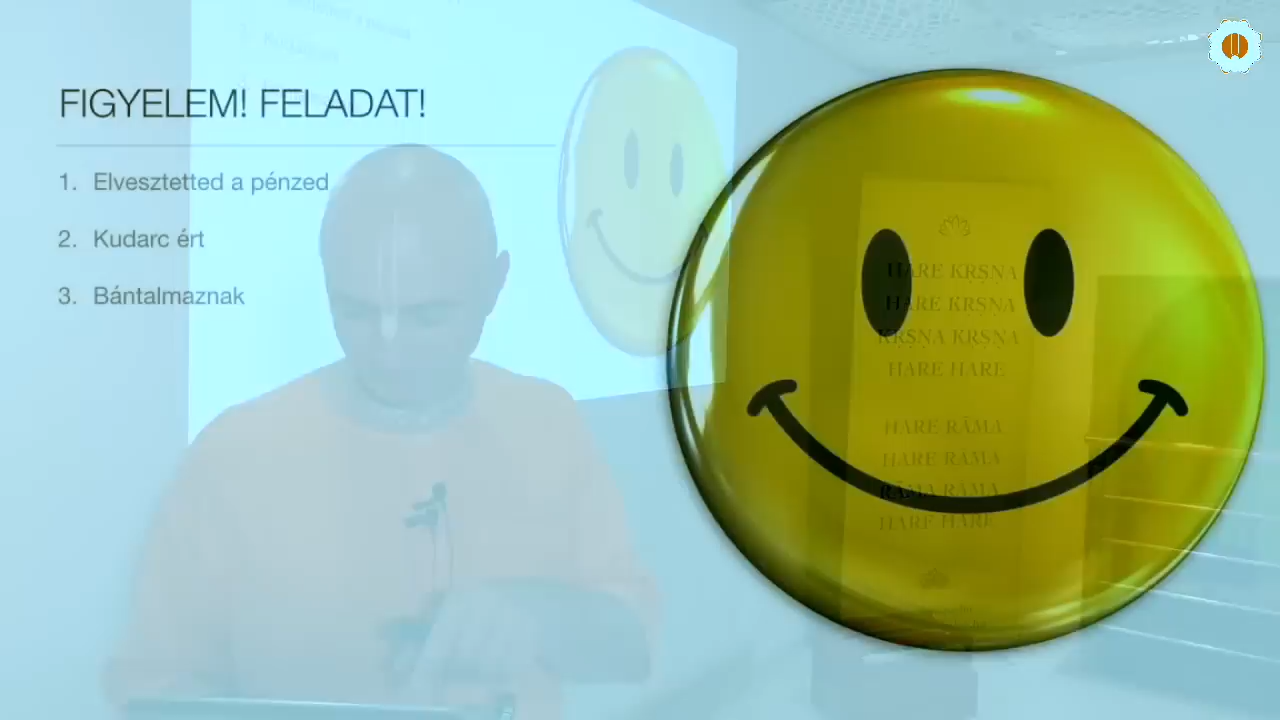 FIGYELEM! FELADAT!
1. Elvesztetted a pénzed
2. Kudarc ért
3. Bántalmaznak
HARE KṚṢṆA
HARE KṚṢṆA
KṚṢṆA KṚṢṆA
HARE HARE
HARE RĀMA
HARE RĀMA
RĀMA RĀMA
HARE HARE